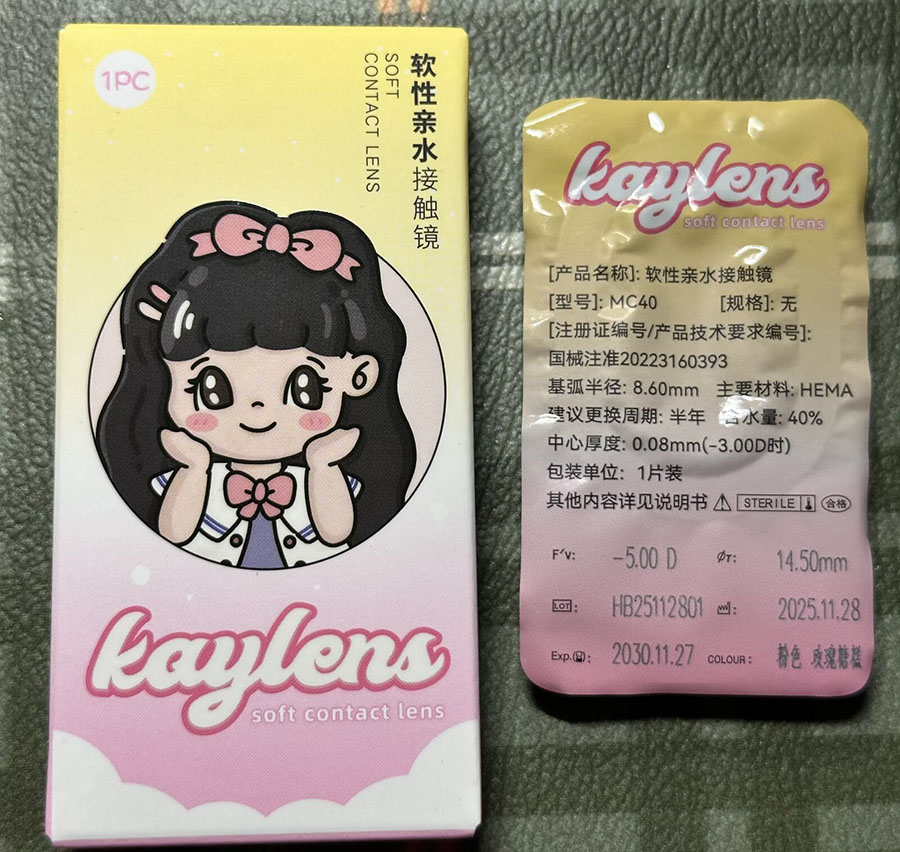 1PC
软性亲水接触镜
SOFT
CONTACT LENS
kaylens
soft contact lens
kaylens
soft contact lens
[产品名称]: 软性亲水接触镜
[型号]: MC40 [规格]: 无
[注册证编号/产品技术要求编号]:
国械注准20223160393
基弧半径: 8.60mm 主要材料: HEMA
建议更换周期: 半年 含水量: 40%
中心厚度: 0.08mm(-3.00D时)
包装单位: 1片装
其他内容详见说明书 STERILE 合格
F'v: -5.00 D ØT: 14.50mm
LOT: HB25112801 : 2025.11.28
Exp.: 2030.11.27 COLOUR: 粉色 玫瑰糖糕